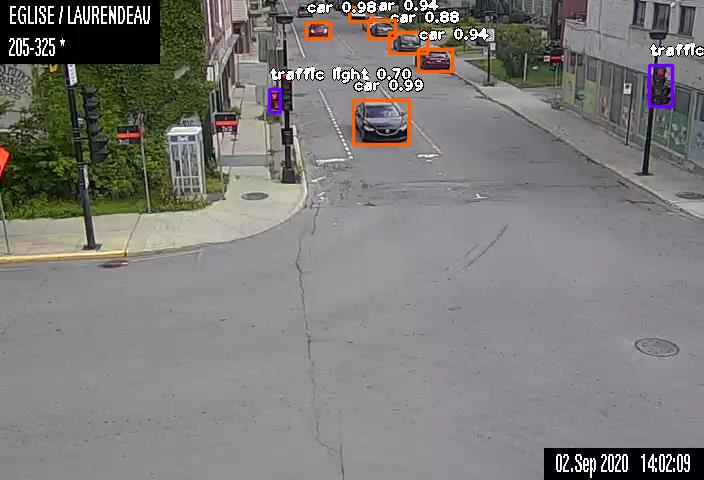 EGLISE / LAURENDEAU
205-325 *
car 0.98
car 0.94
car 0.88
car 0.94
traffic
traffic light 0.70
car 0.99
02.Sep 2020 14:02:09